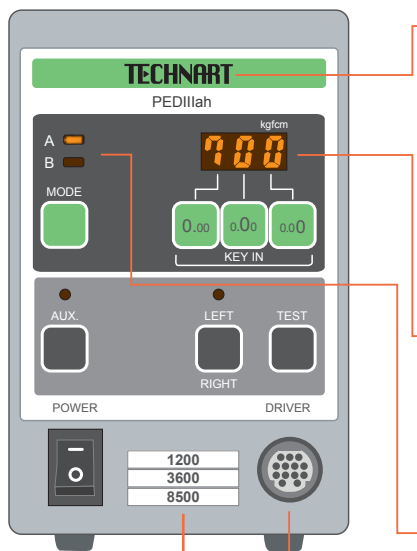 TECHNART
PEDIIIah
kgfcm
A
B
700
MODE
0.00 0.00 0.00
KEY IN
AUX. LEFT TEST
RIGHT
POWER DRIVER
1200
3600
8500